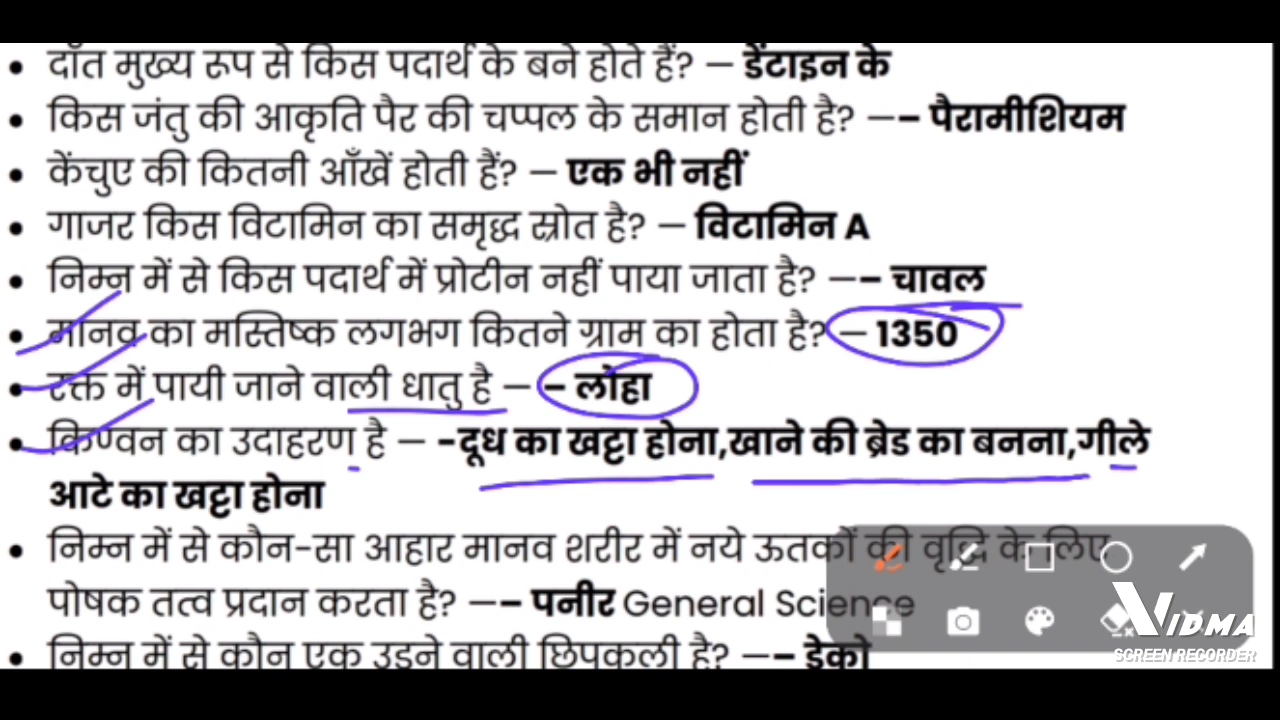 • दाँत मुख्य रूप से किस पदार्थ के बने होते हैं? — डेंटाइन के
• किस जंतु की आकृति पैर की चप्पल के समान होती है? —– पैरामीशियम
• केंचुए की कितनी आँखें होती हैं? — एक भी नहीं
• गाजर किस विटामिन का समृद्ध स्रोत है? — विटामिन A
• निम्न में से किस पदार्थ में प्रोटीन नहीं पाया जाता है? —– चावल
• मानव का मस्तिष्क लगभग कितने ग्राम का होता है? — 1350
• रक्त में पायी जाने वाली धातु है — – लोहा
• किण्वन का उदाहरण है — -दूध का खट्टा होना,खाने की ब्रेड का बनना,गीले
आटे का खट्टा होना
• निम्न में से कौन-सा आहार मानव शरीर में नये ऊतकों की वृद्धि के लिए
पोषक तत्व प्रदान करता है? —– पनीर General Science
• निम्न में से कौन एक उड़ने वाली छिपकली है? —– ड्रेको
VIDMA
SCREEN RECORDER